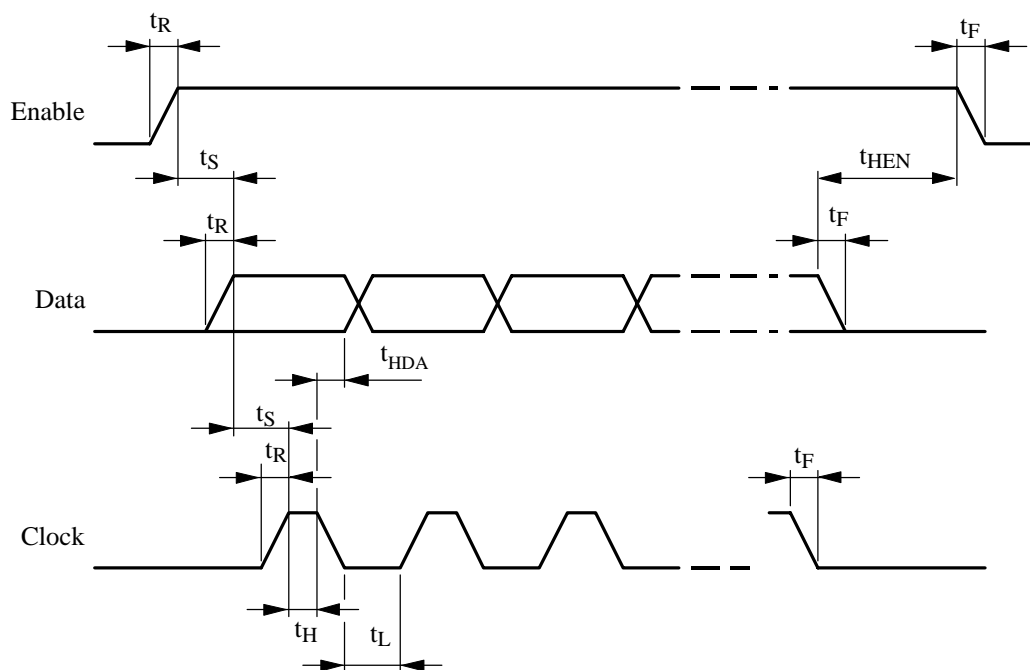 tR
tF
Enable
tS
tHEN
tR
tF
Data
tHDA
tS
tR
tF
Clock
tH
tL